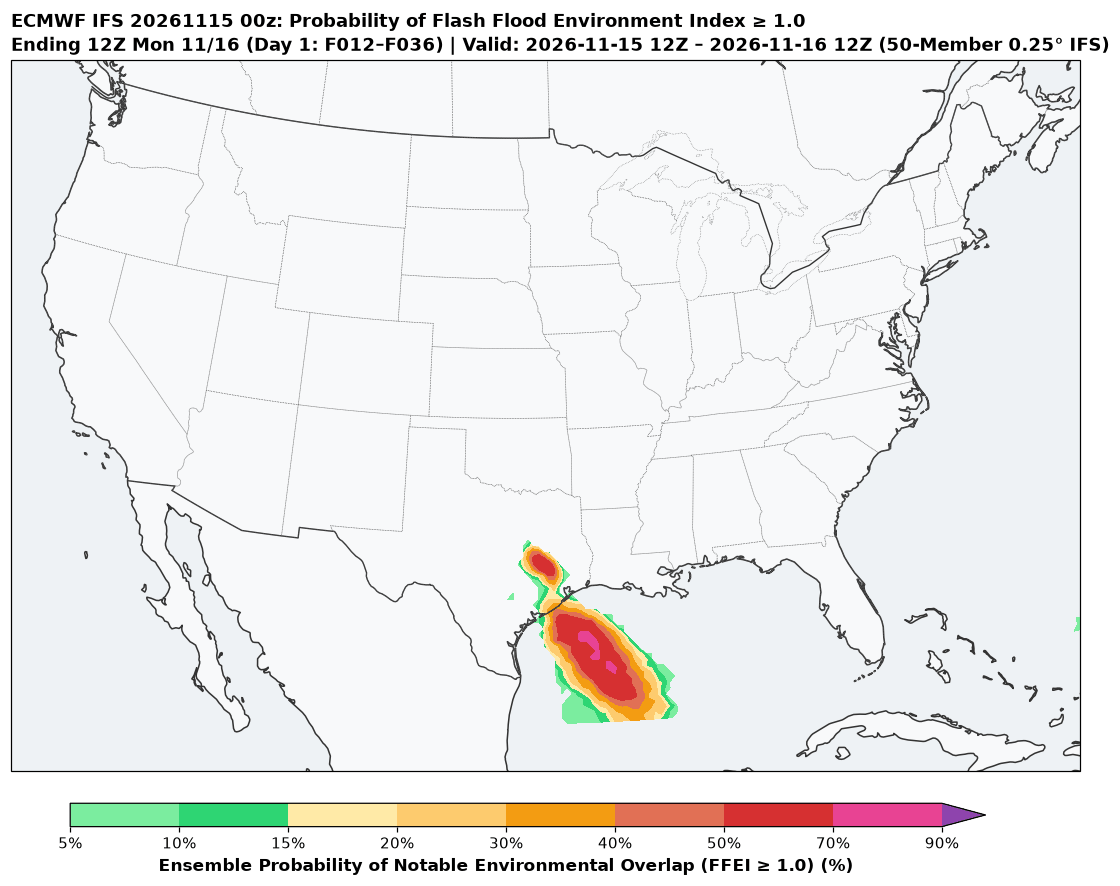 ECMWF IFS 20261115 00z: Probability of Flash Flood Environment Index ≥ 1.0
Ending 12Z Mon 11/16 (Day 1: F012–F036) | Valid: 2026-11-15 12Z – 2026-11-16 12Z (50-Member 0.25° IFS)
5% 10% 15% 20% 30% 40% 50% 70% 90%
Ensemble Probability of Notable Environmental Overlap (FFEI ≥ 1.0) (%)